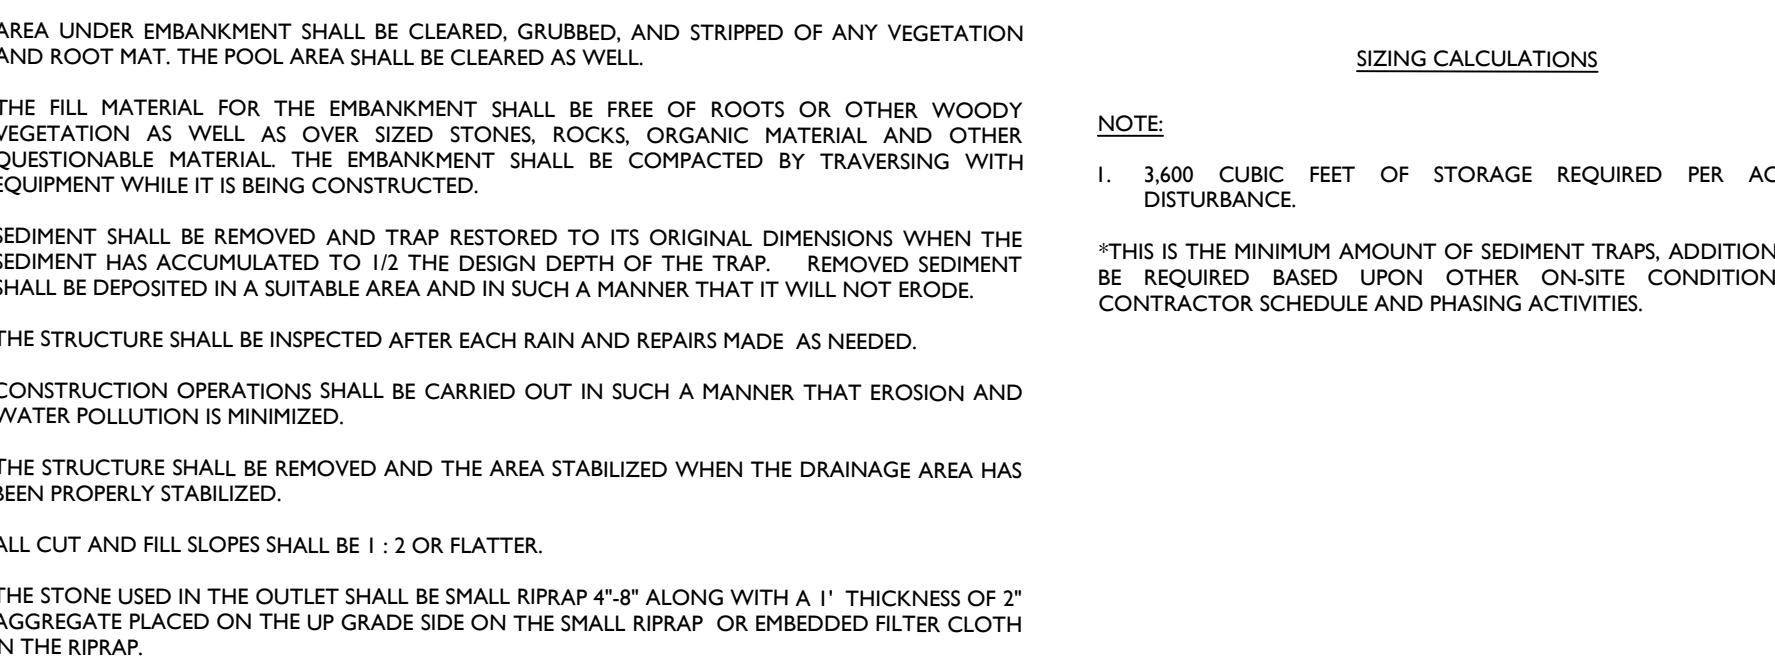 AREA UNDER EMBANKMENT SHALL BE CLEARED, GRUBBED, AND STRIPPED OF ANY VEGETATION
AND ROOT MAT. THE POOL AREA SHALL BE CLEARED AS WELL.
THE FILL MATERIAL FOR THE EMBANKMENT SHALL BE FREE OF ROOTS OR OTHER WOODY
VEGETATION AS WELL AS OVER SIZED STONES, ROCKS, ORGANIC MATERIAL AND OTHER
QUESTIONABLE MATERIAL. THE EMBANKMENT SHALL BE COMPACTED BY TRAVERSING WITH
EQUIPMENT WHILE IT IS BEING CONSTRUCTED.
SEDIMENT SHALL BE REMOVED AND TRAP RESTORED TO ITS ORIGINAL DIMENSIONS WHEN THE
SEDIMENT HAS ACCUMULATED TO 1/2 THE DESIGN DEPTH OF THE TRAP. REMOVED SEDIMENT
SHALL BE DEPOSITED IN A SUITABLE AREA AND IN SUCH A MANNER THAT IT WILL NOT ERODE.
THE STRUCTURE SHALL BE INSPECTED AFTER EACH RAIN AND REPAIRS MADE AS NEEDED.
CONSTRUCTION OPERATIONS SHALL BE CARRIED OUT IN SUCH A MANNER THAT EROSION AND
WATER POLLUTION IS MINIMIZED.
THE STRUCTURE SHALL BE REMOVED AND THE AREA STABILIZED WHEN THE DRAINAGE AREA HAS
BEEN PROPERLY STABILIZED.
ALL CUT AND FILL SLOPES SHALL BE 1 : 2 OR FLATTER.
THE STONE USED IN THE OUTLET SHALL BE SMALL RIPRAP 4"-8" ALONG WITH A 1' THICKNESS OF 2"
AGGREGATE PLACED ON THE UP GRADE SIDE ON THE SMALL RIPRAP OR EMBEDDED FILTER CLOTH
IN THE RIPRAP.
SIZING CALCULATIONS
NOTE:
1. 3,600 CUBIC FEET OF STORAGE REQUIRED PER
DISTURBANCE.
*THIS IS THE MINIMUM AMOUNT OF SEDIMENT TRAPS, ADDITION
BE REQUIRED BASED UPON OTHER ON-SITE CONDITION
CONTRACTOR SCHEDULE AND PHASING ACTIVITIES.